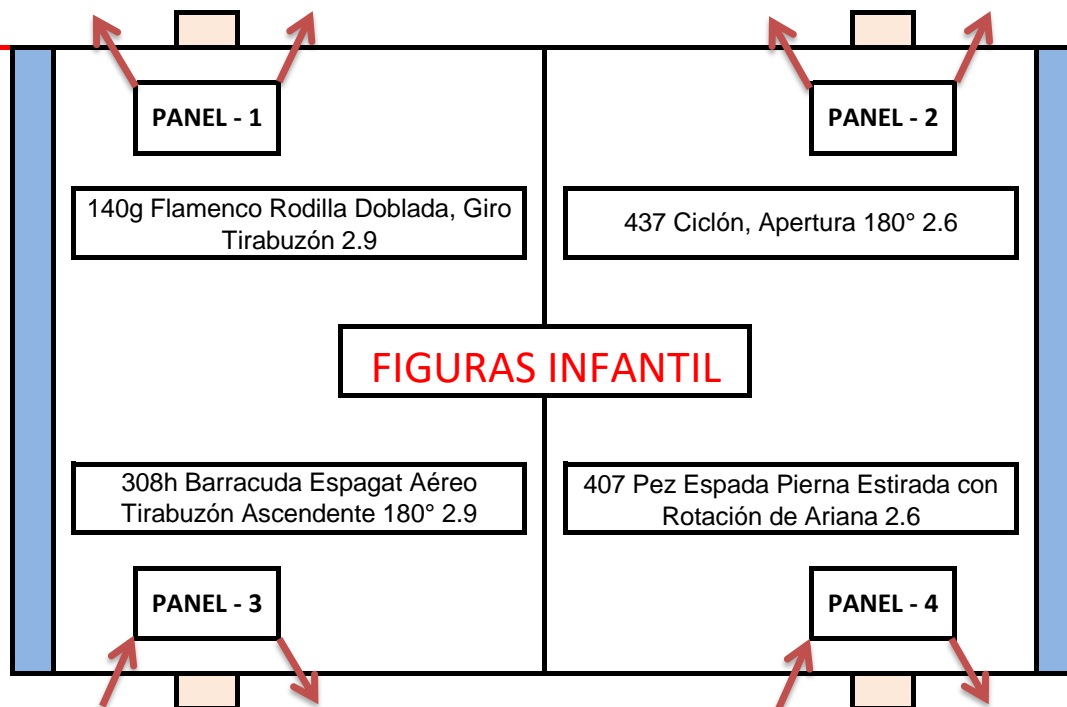 PANEL - 1
PANEL - 2
140g Flamenco Rodilla Doblada, Giro
Tirabuzón 2.9
437 Ciclón, Apertura 180° 2.6
FIGURAS INFANTIL
308h Barracuda Espagat Aéreo
Tirabuzón Ascendente 180° 2.9
407 Pez Espada Pierna Estirada con
Rotación de Ariana 2.6
PANEL - 3
PANEL - 4